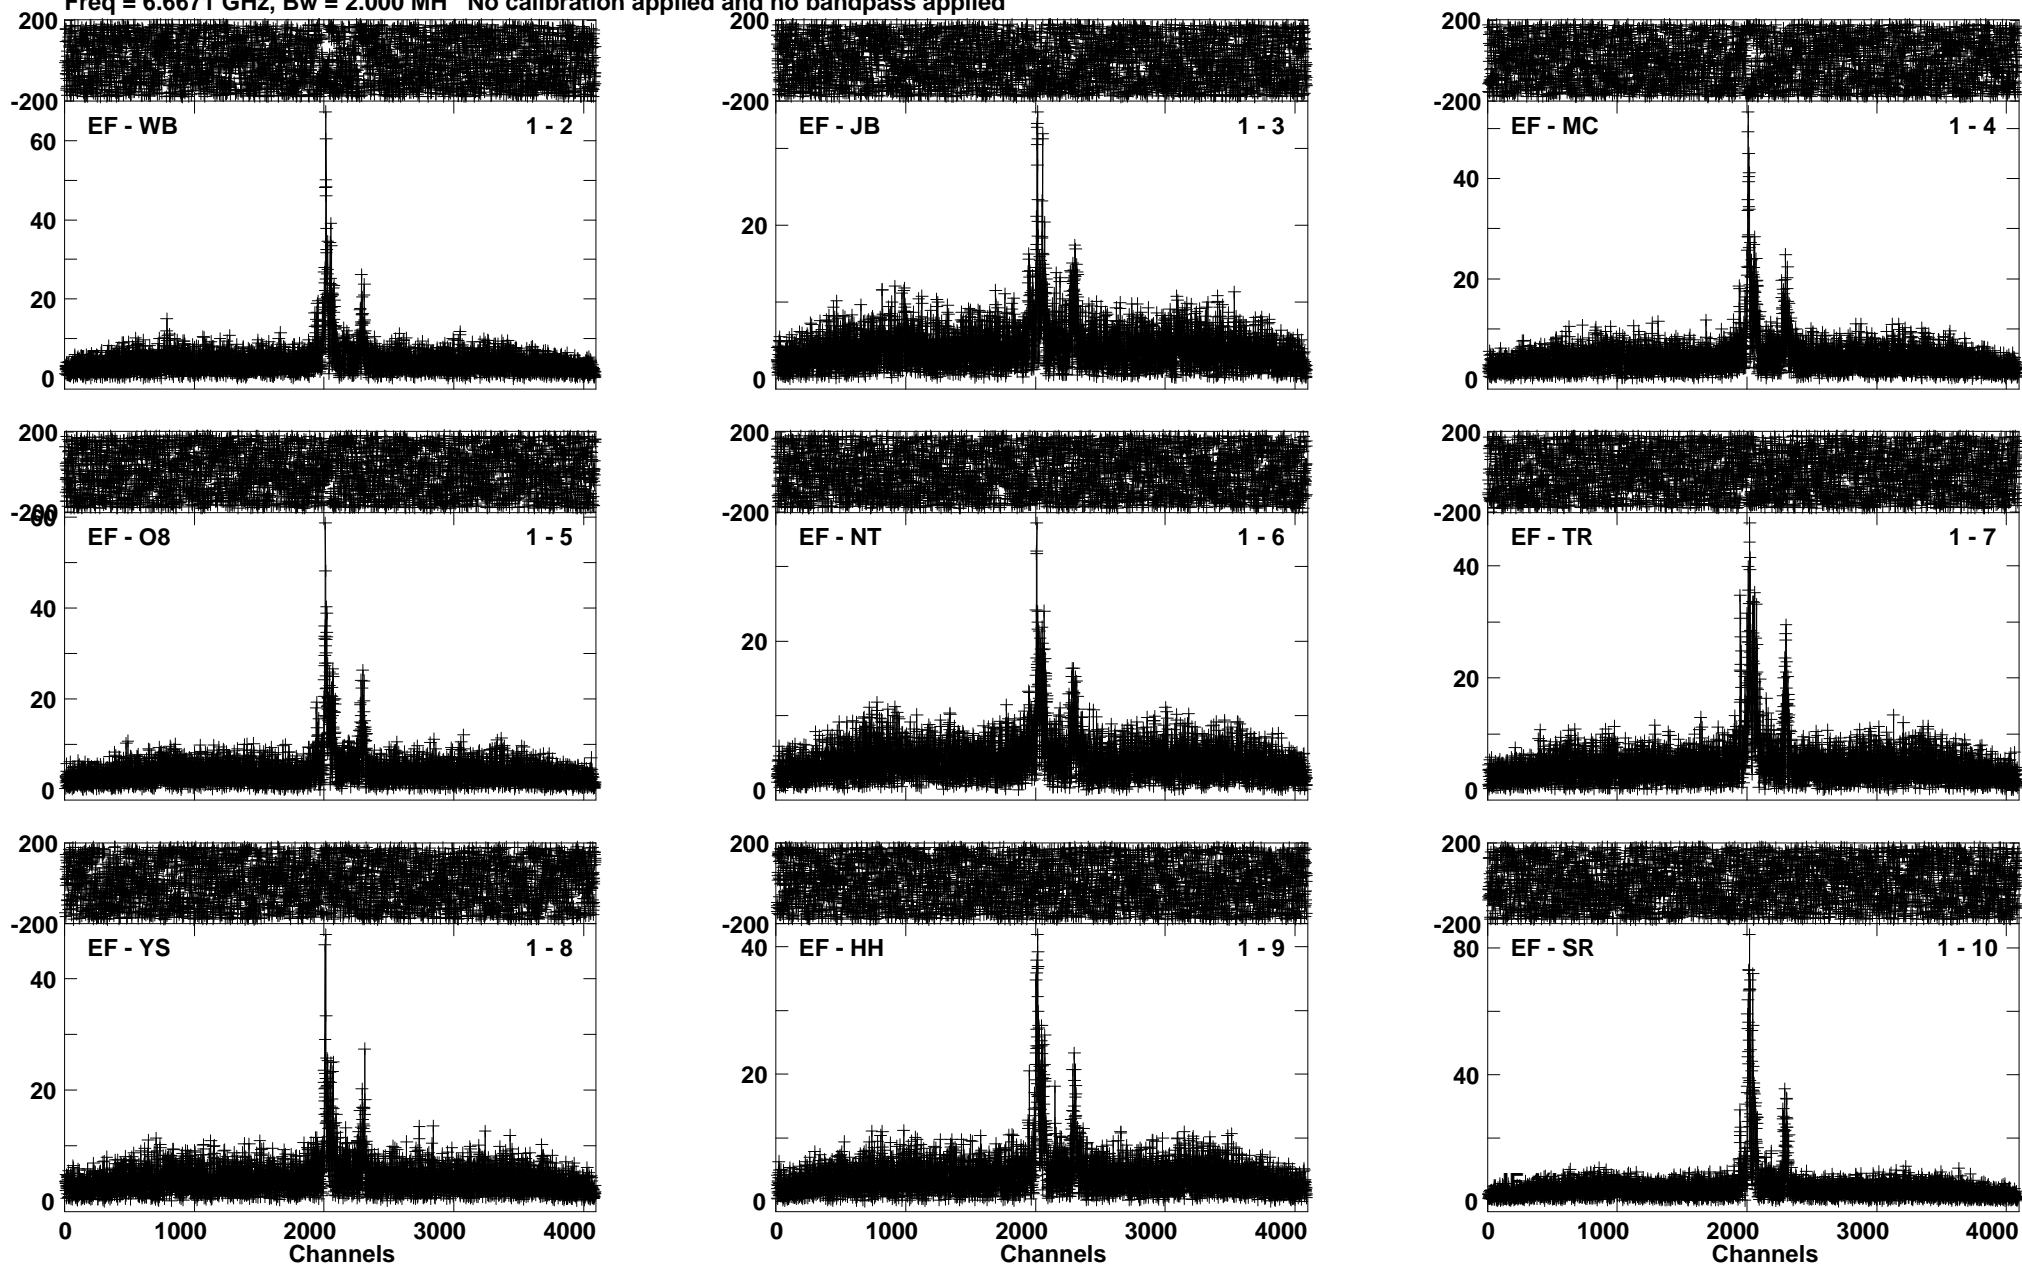 Freq = 6.6671 GHz, Bw = 2.000 MH No calibration applied and no bandpass applied
200 200 200
-200 -200 -200
EF - WB 1 - 2 EF - JB 1 - 3 EF - MC 1 - 4
60
40 20 40
20 20
0 0 0
200 200 200
-200 -200 -200
60
EF - O8 1 - 5 EF - NT 1 - 6 EF - TR 1 - 7
40 20 40
20 20
0 0 0
200 200 200
-200 -200 -200
EF - YS 1 - 8 EF - HH 1 - 9 EF - SR 1 - 10
40 40 80
20 20 40
IF
0 0 0
0 1000 2000 3000 4000 0 1000 2000 3000 4000 0 1000 2000 3000 4000
Channels Channels Channels